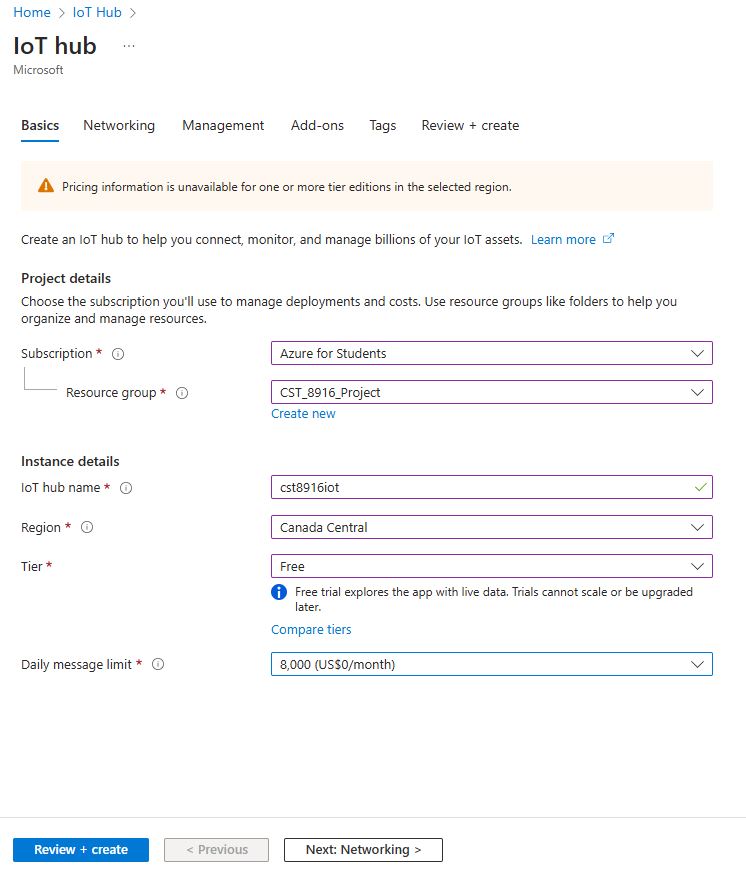 Home > IoT Hub >
IoT hub ...
Microsoft
Basics Networking Management Add-ons Tags Review + create
Pricing information is unavailable for one or more tier editions in the selected region.
Create an IoT hub to help you connect, monitor, and manage billions of your IoT assets. Learn more
Project details
Choose the subscription you'll use to manage deployments and costs. Use resource groups like folders to help you
organize and manage resources.
Subscription * Azure for Students
Resource group * CST_8916_Project
Create new
Instance details
IoT hub name * cst8916iot
Region * Canada Central
Tier * Free
Free trial explores the app with live data. Trials cannot scale or be upgraded
later.
Compare tiers
Daily message limit * 8,000 (US$0/month)
Review + create < Previous Next: Networking >